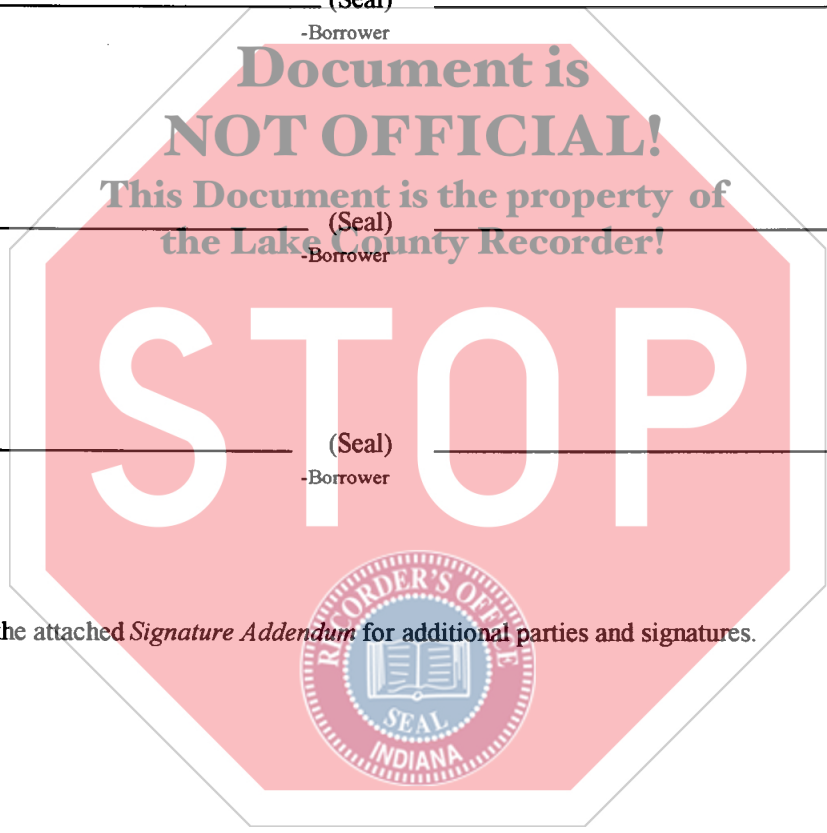 (Seal)
-Borrower
Document is
NOT OFFICIAL!
This Document is the property of
(Seal)
the Lake County Recorder!
-Borrower
STOP
(Seal)
-Borrower
RECORDER'S OFFICE
he attached Signature Addendum for additional parties and signatures.
SEAL
INDIANA